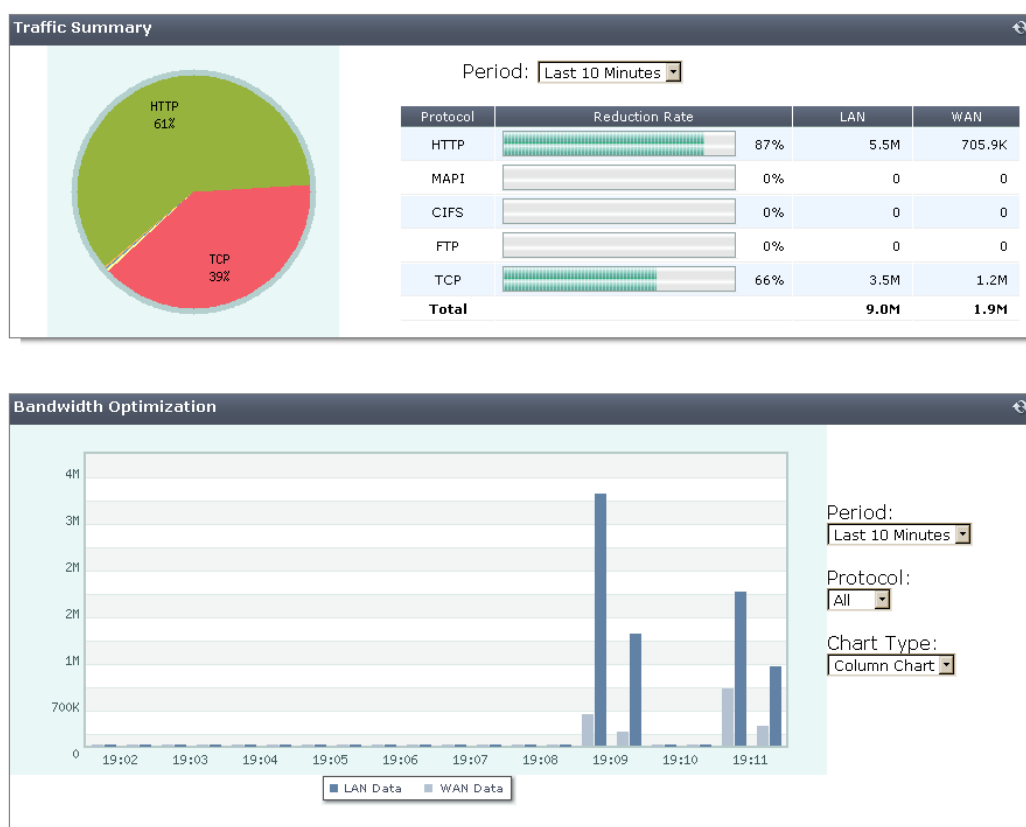 Traffic Summary
Period: Last 10 Minutes
HTTP
61%
TCP
39%
Protocol Reduction Rate LAN WAN
HTTP 87% 5.5M 705.9K
MAPI 0% 0 0
CIFS 0% 0 0
FTP 0% 0 0
TCP 66% 3.5M 1.2M
Total 9.0M 1.9M
Bandwidth Optimization
4M
3M
2M
2M
1M
700K
0
19:02 19:03 19:04 19:05 19:06 19:07 19:08 19:09 19:10 19:11
LAN Data WAN Data
Period:
Last 10 Minutes
Protocol:
All
Chart Type:
Column Chart